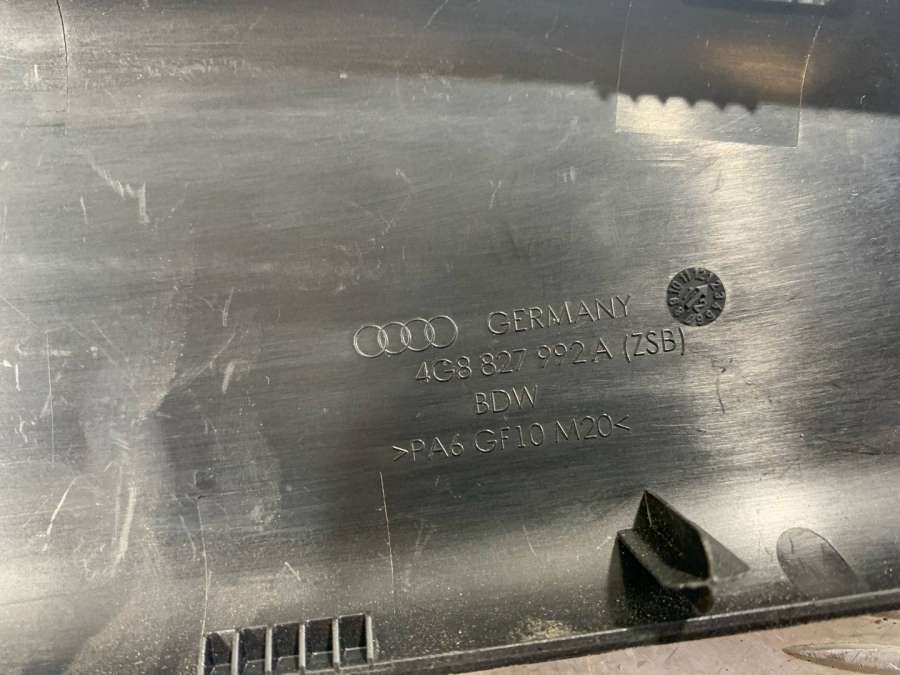 GERMANY
4G8 827 992 A (ZSB)
BDW
>PA6 GF10 M20<